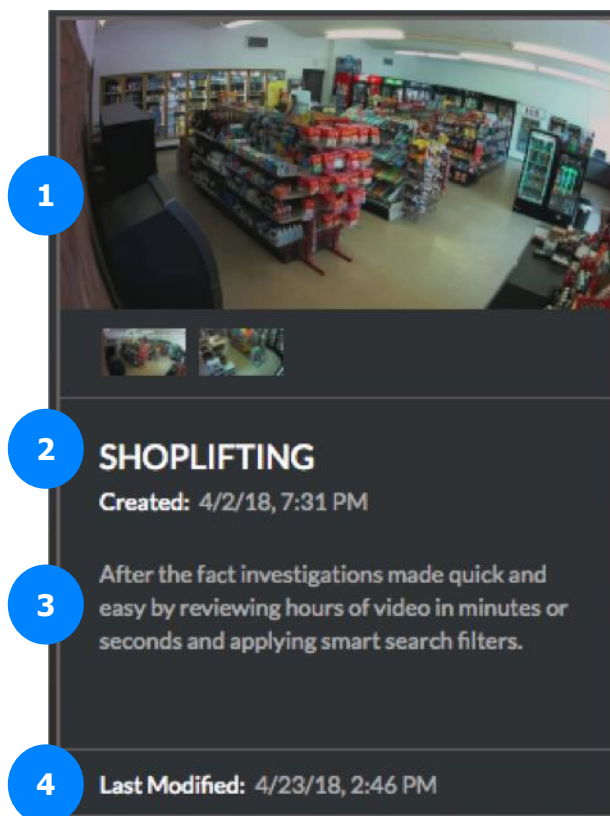 1
2
SHOPLIFTING
Created: 4/2/18, 7:31 PM
3
After the fact investigations made quick and
easy by reviewing hours of video in minutes or
seconds and applying smart search filters.
4
Last Modified: 4/23/18, 2:46 PM